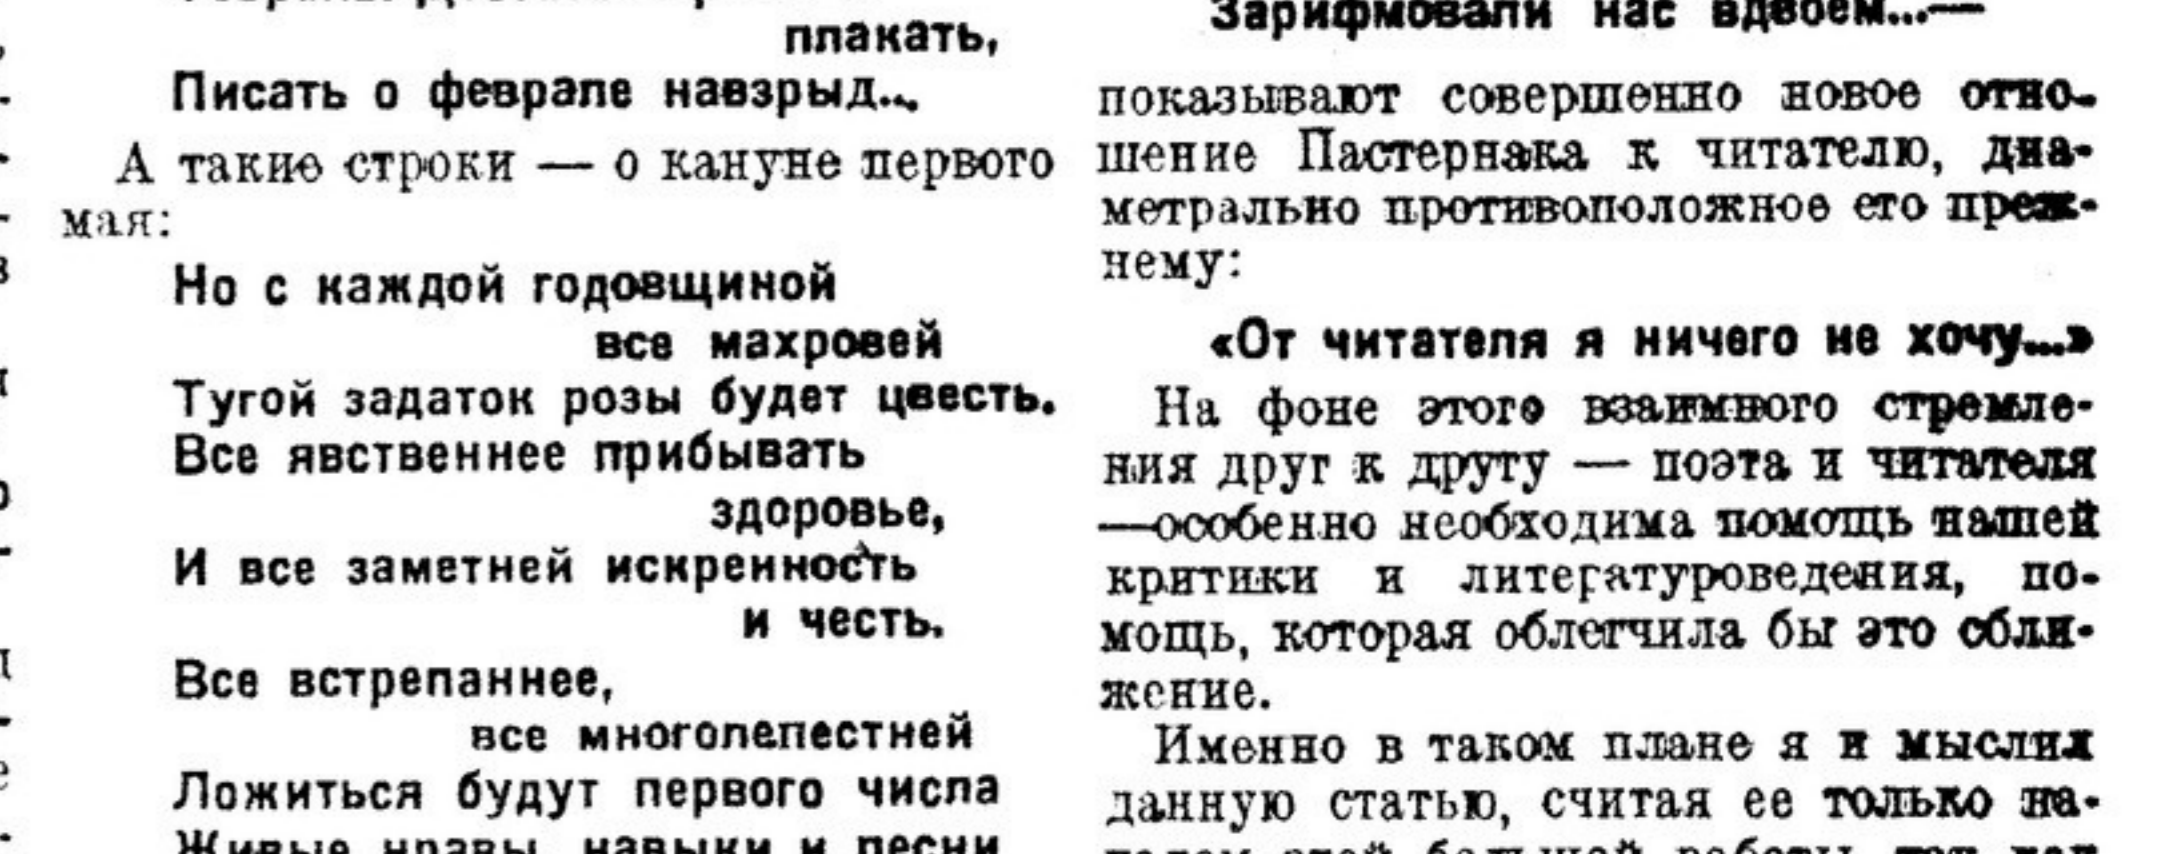 плакать,
Писать о феврале навзрыд...
А такие строки — о кануне первого
мая:
Но с каждой годовщиной
все махровей
Тугой задаток розы будет цвесть.
Все явственнее прибывать
здоровье,
И все заметней искренность
и честь.
Все встрепаннее,
все многолепестней
Ложиться будут первого числа
Живые нравы, навыки и песни
Зарифмовали нас вдвоем...—
показывают совершенно новое отно-
шение Пастернака к читателю, диа-
метрально противоположное его преж-
нему:
«От читателя я ничего не хочу...»
На фоне этого взаимного стремле-
ния друг к другу — поэта и читателя
—особенно необходима помощь нашей
критики и литературоведения, по-
мощь, которая облегчила бы это сбли-
жение.
Именно в таком плане я и мыслил
данную статью, считая ее только на-